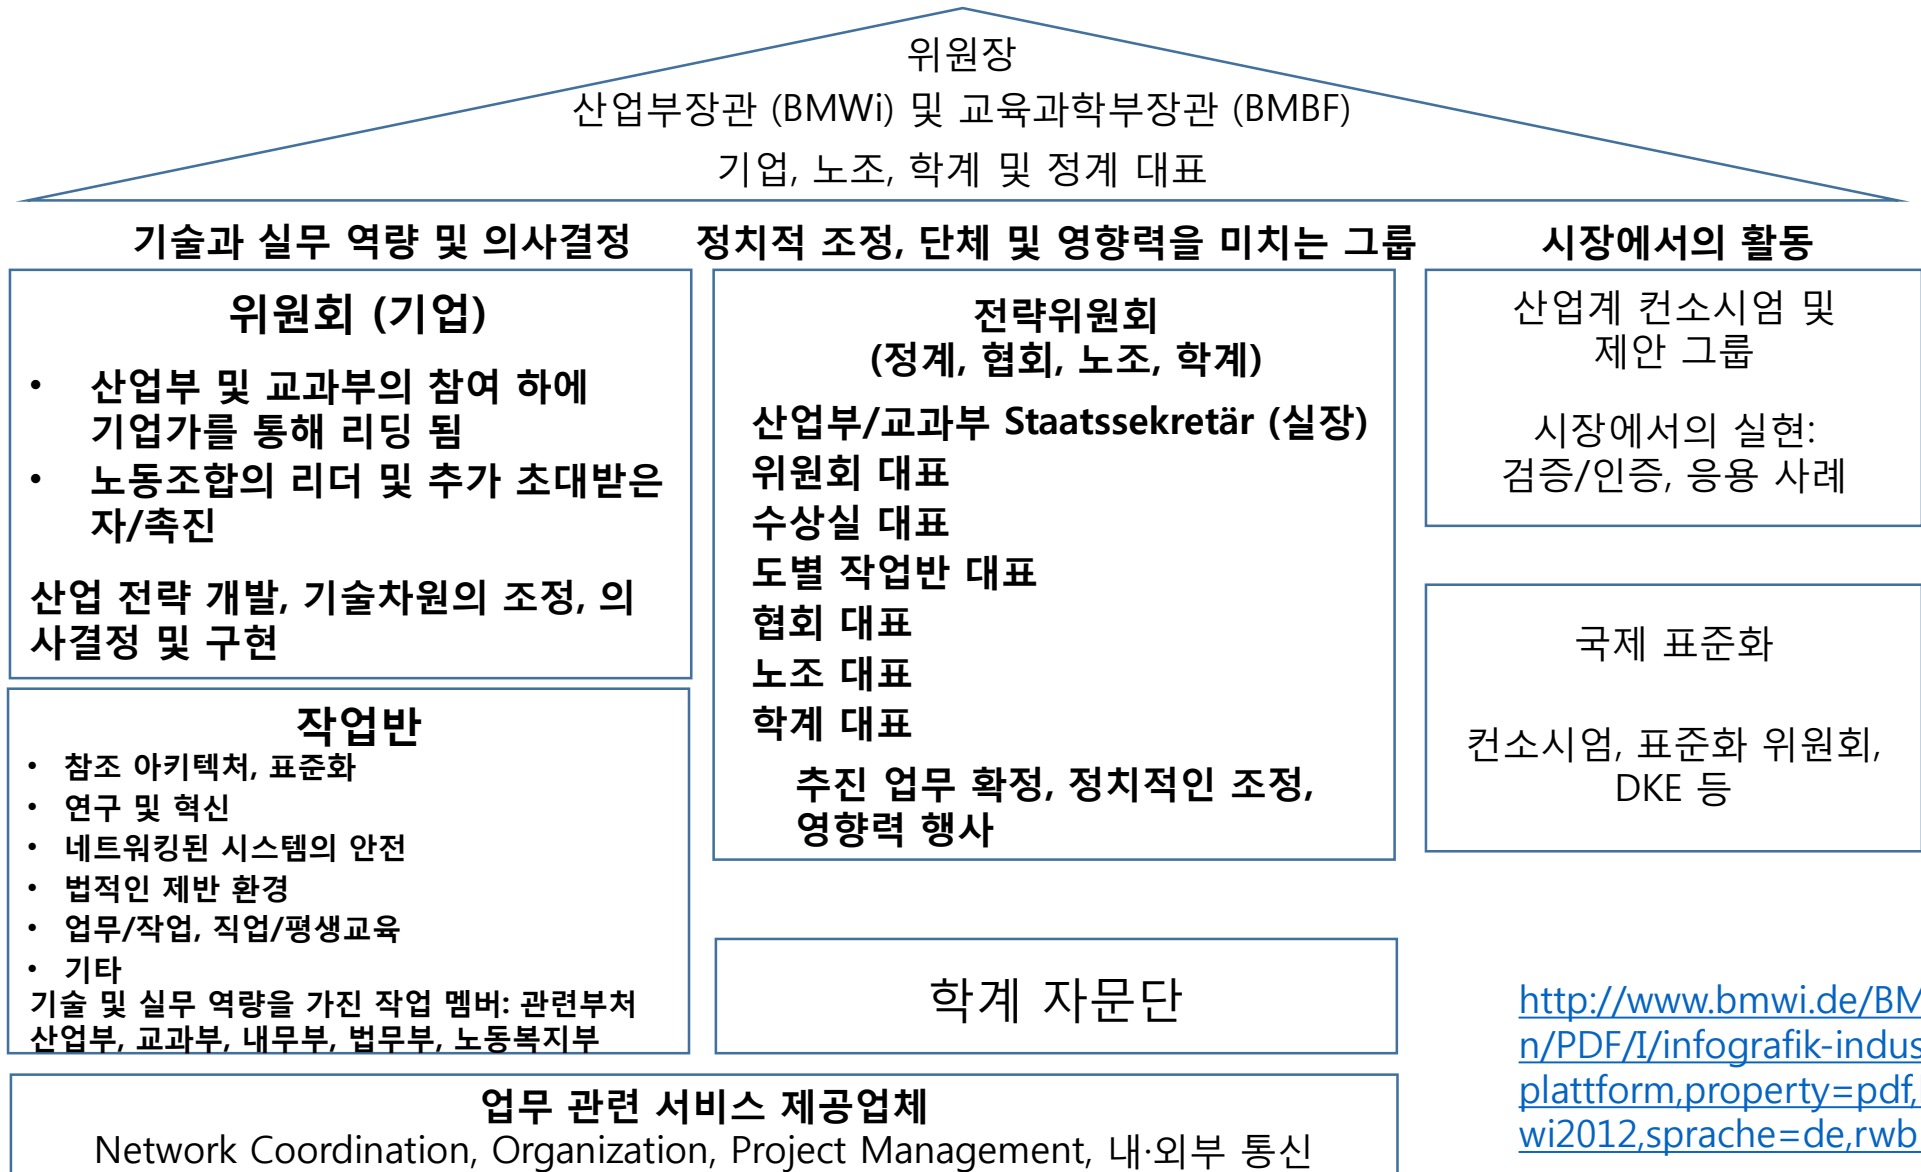 위원장
산업부장관 (BMWi) 및 교육과학부장관 (BMBF)
기업, 노조, 학계 및 정계 대표
기술과 실무 역량 및 의사결정
위원회 (기업)
• 산업부 및 교과부의 참여 하에
기업가를 통해 리딩 됨
• 노동조합의 리더 및 추가 초대받은
자/촉진
산업 전략 개발, 기술차원의 조정, 의
사결정 및 구현
작업반
• 참조 아키텍처, 표준화
• 연구 및 혁신
• 네트워킹된 시스템의 안전
• 법적인 제반 환경
• 업무/작업, 직업/평생교육
• 기타
기술 및 실무 역량을 가진 작업 멤버: 관련부처
산업부, 교과부, 내무부, 법무부, 노동복지부
정치적 조정, 단체 및 영향력을 미치는 그룹
전략위원회
(정계, 협회, 노조, 학계)
산업부/교과부 Staatssekretär (실장)
위원회 대표
수상실 대표
도별 작업반 대표
협회 대표
노조 대표
학계 대표
추진 업무 확정, 정치적인 조정,
영향력 행사
학계 자문단
시장에서의 활동
산업계 컨소시엄 및
제안 그룹
시장에서의 실현:
검증/인증, 응용 사례
국제 표준화
컨소시엄, 표준화 위원회,
DKE 등
http://www.bmwi.de/BM
n/PDF/I/infografik-indus
plattform,property=pdf,
wi2012,sprache=de,rwb
업무 관련 서비스 제공업체
Network Coordination, Organization, Project Management, 내·외부 통신